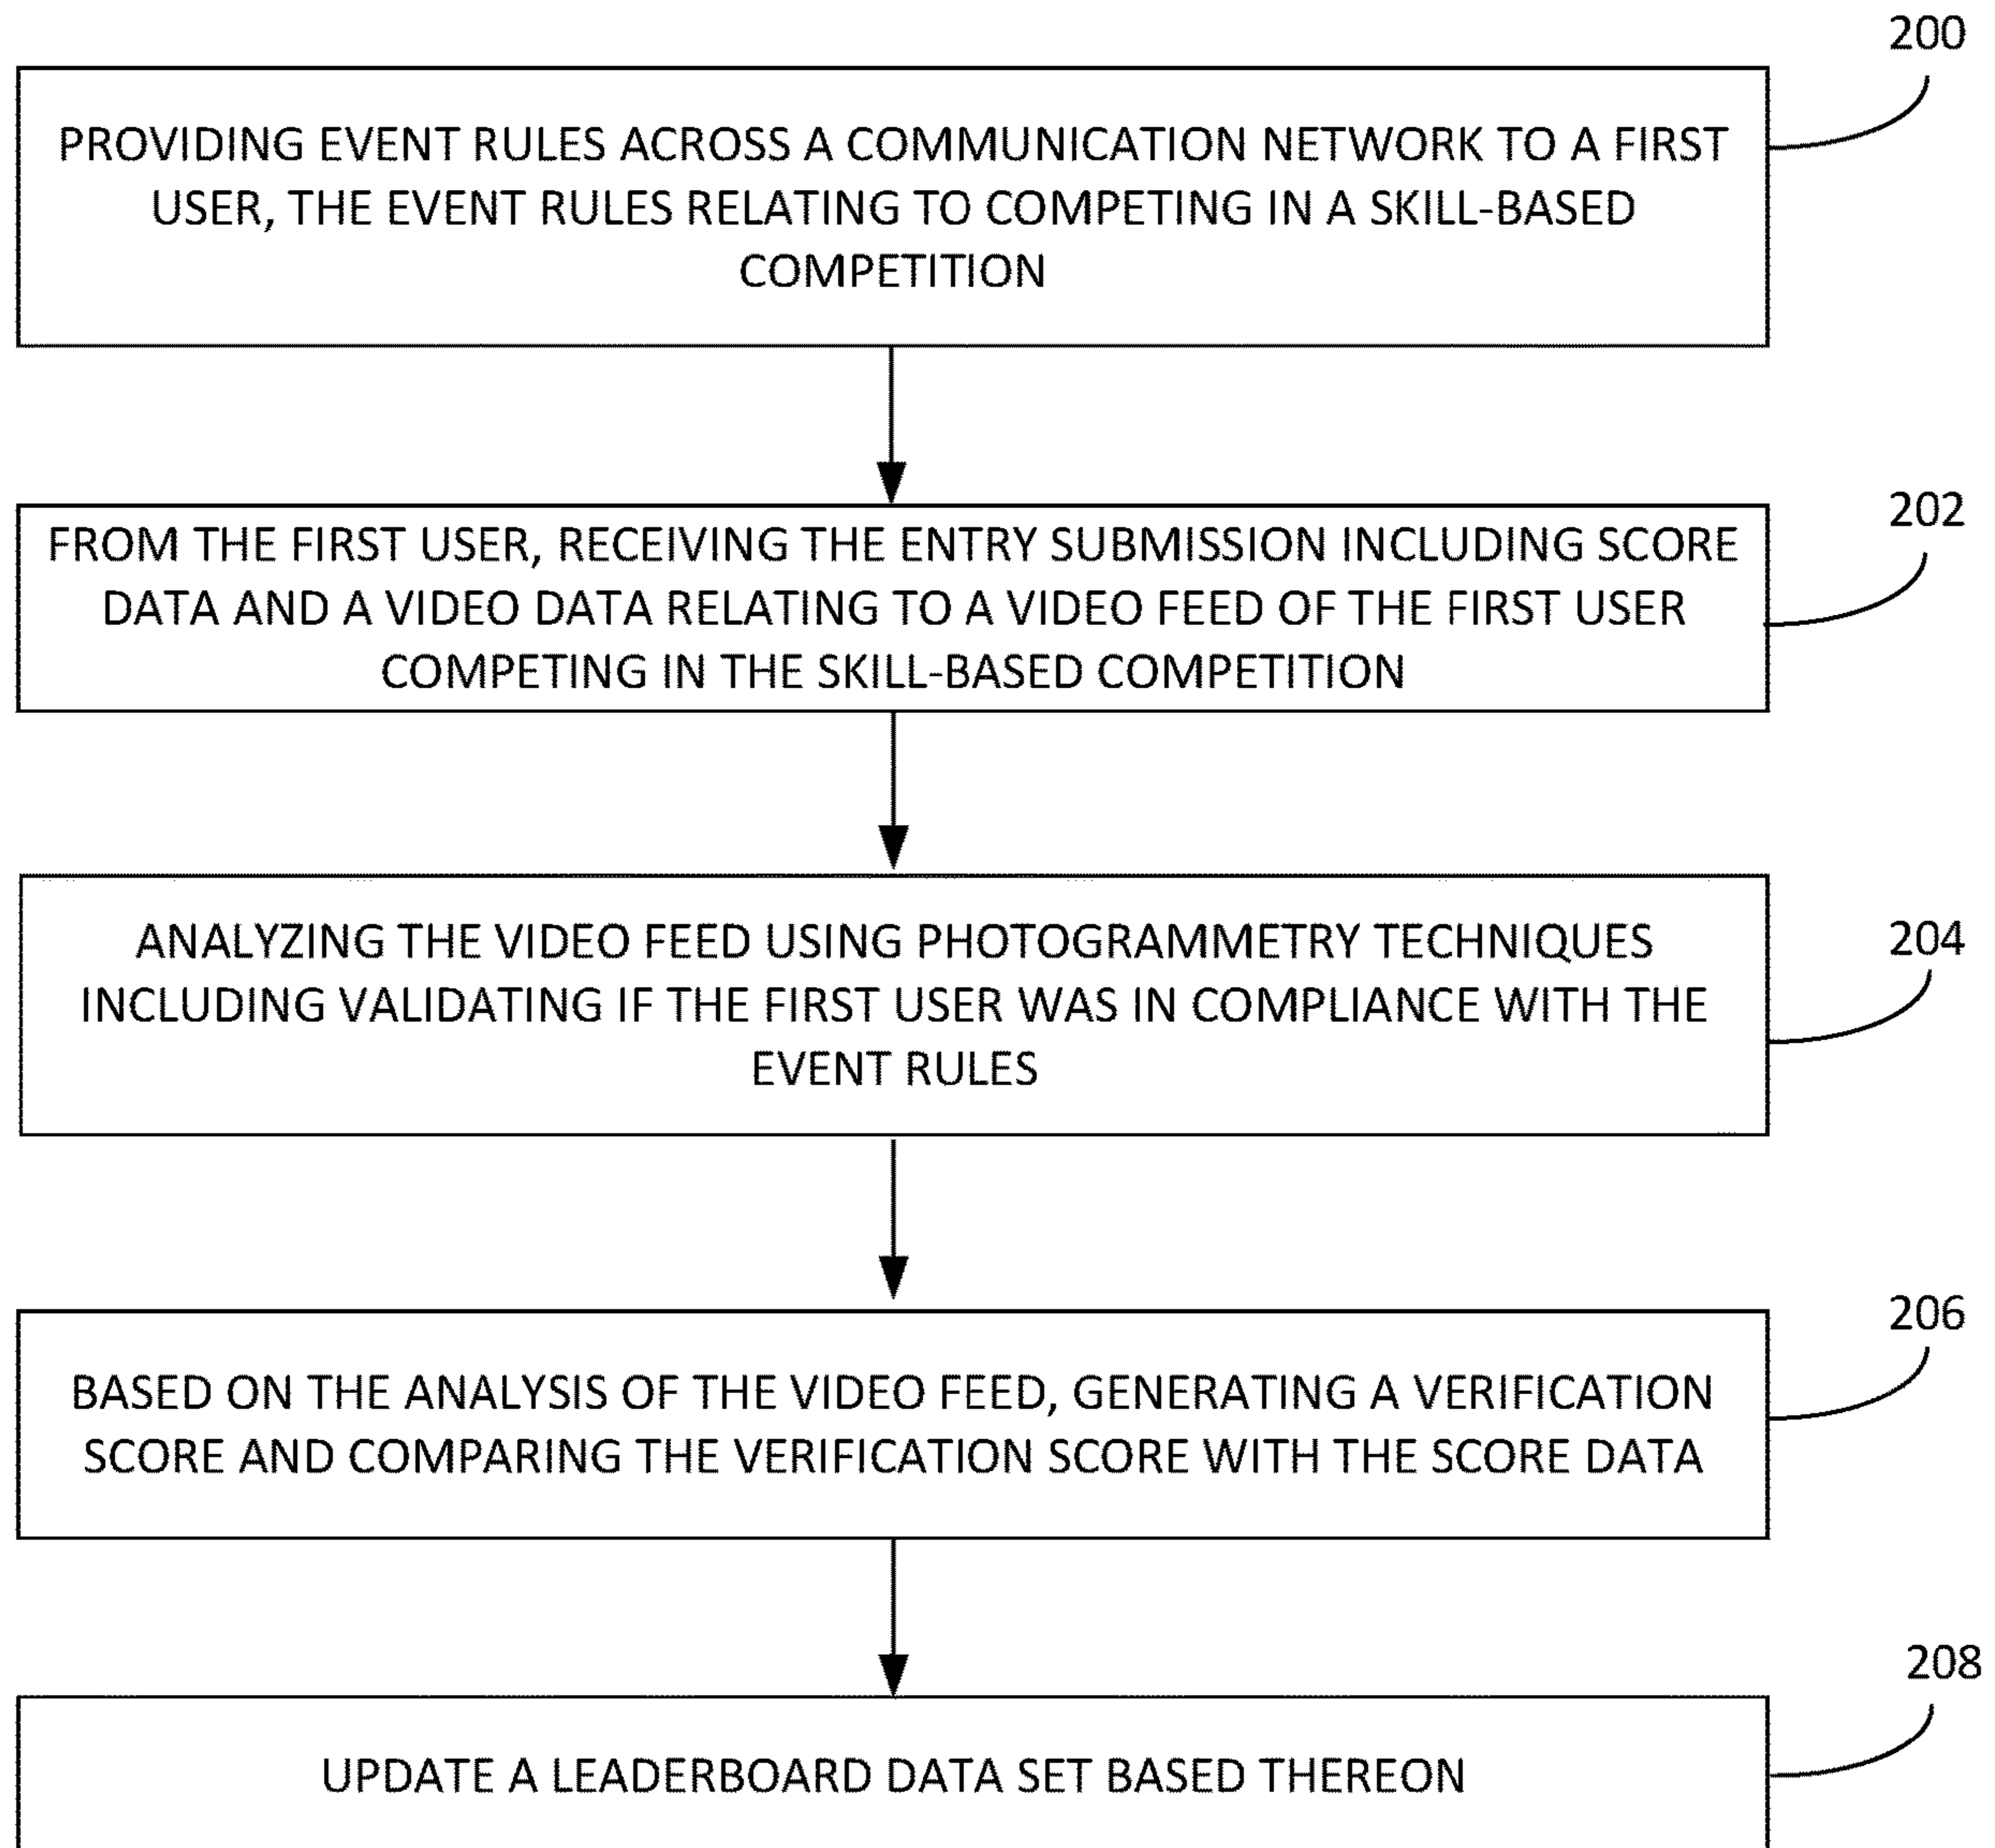 200
PROVIDING EVENT RULES ACROSS A COMMUNICATION NETWORK TO A FIRST
USER, THE EVENT RULES RELATING TO COMPETING IN A SKILL-BASED
COMPETITION
202
FROM THE FIRST USER, RECEIVING THE ENTRY SUBMISSION INCLUDING SCORE
DATA AND A VIDEO DATA RELATING TO A VIDEO FEED OF THE FIRST USER
COMPETING IN THE SKILL-BASED COMPETITION
204
ANALYZING THE VIDEO FEED USING PHOTOGRAMMETRY TECHNIQUES
INCLUDING VALIDATING IF THE FIRST USER WAS IN COMPLIANCE WITH THE
EVENT RULES
206
BASED ON THE ANALYSIS OF THE VIDEO FEED, GENERATING A VERIFICATION
SCORE AND COMPARING THE VERIFICATION SCORE WITH THE SCORE DATA
208
UPDATE A LEADERBOARD DATA SET BASED THEREON